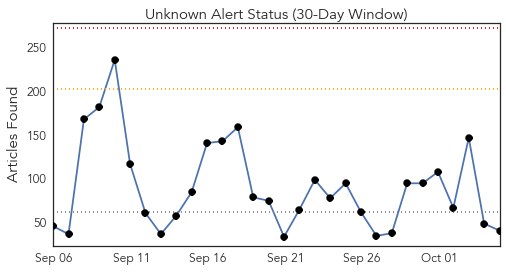 Unknown Alert Status (30-Day Window)
Articles Found
250
200
150
100
50
Sep 06 Sep 11 Sep 16 Sep 21 Sep 26 Oct 01